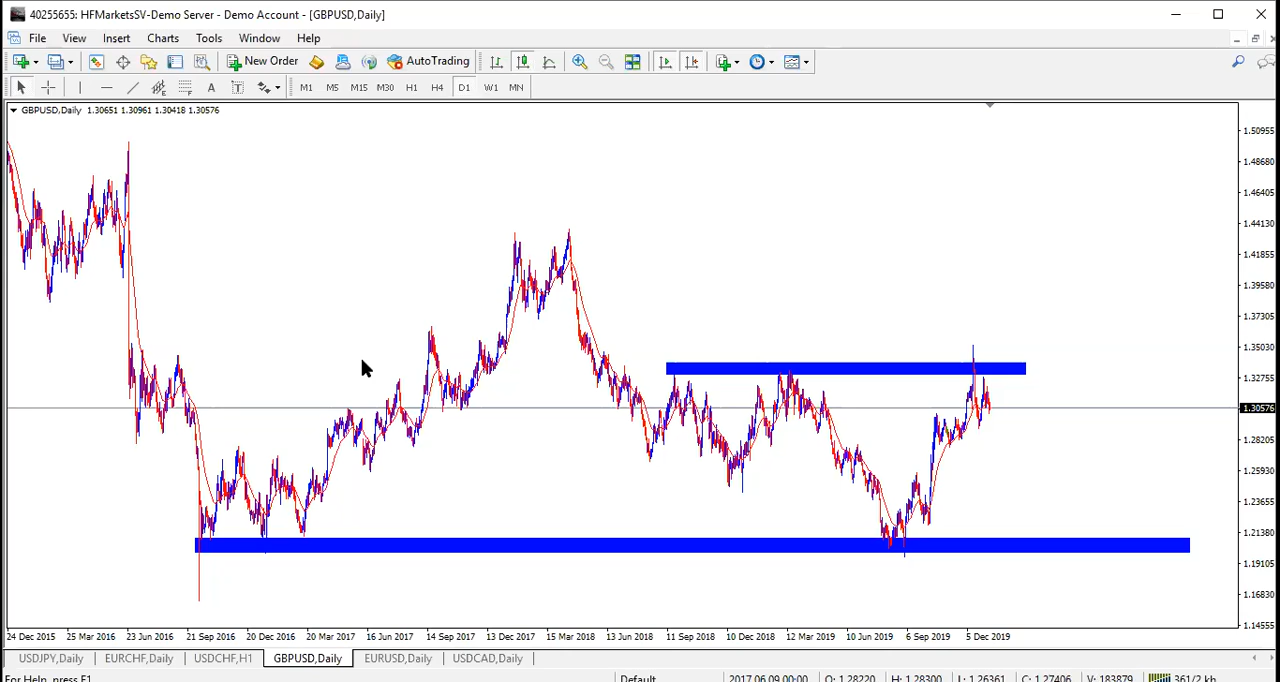 40255655: HFMarketsSV-Demo Server - Demo Account - [GBPUSD,Daily]
File View Insert Charts Tools Window Help
New Order AutoTrading
A T M1 M5 M15 M30 H1 H4 D1 W1 MN
GBPUSD,Daily 1.30651 1.30961 1.30418 1.30576
1.50955
1.48680
1.46405
1.44130
1.41855
1.39580
1.37305
1.35030
1.32755
1.30576
1.28205
1.25930
1.23655
1.21380
1.19105
1.16830
1.14555
24 Dec 2015 25 Mar 2016 23 Jun 2016 21 Sep 2016 20 Dec 2016 20 Mar 2017 16 Jun 2017 14 Sep 2017 13 Dec 2017 15 Mar 2018 13 Jun 2018 11 Sep 2018 10 Dec 2018 12 Mar 2019 10 Jun 2019 6 Sep 2019 5 Dec 2019
USDJPY,Daily EURCHF,Daily USDCHF,H1 GBPUSD,Daily EURUSD,Daily USDCAD,Daily
For Help, press F1 Default 2017.06.09 00:00 O: 1.28220 H: 1.28300 L: 1.26361 C: 1.27406 V: 183879 361/2 kb